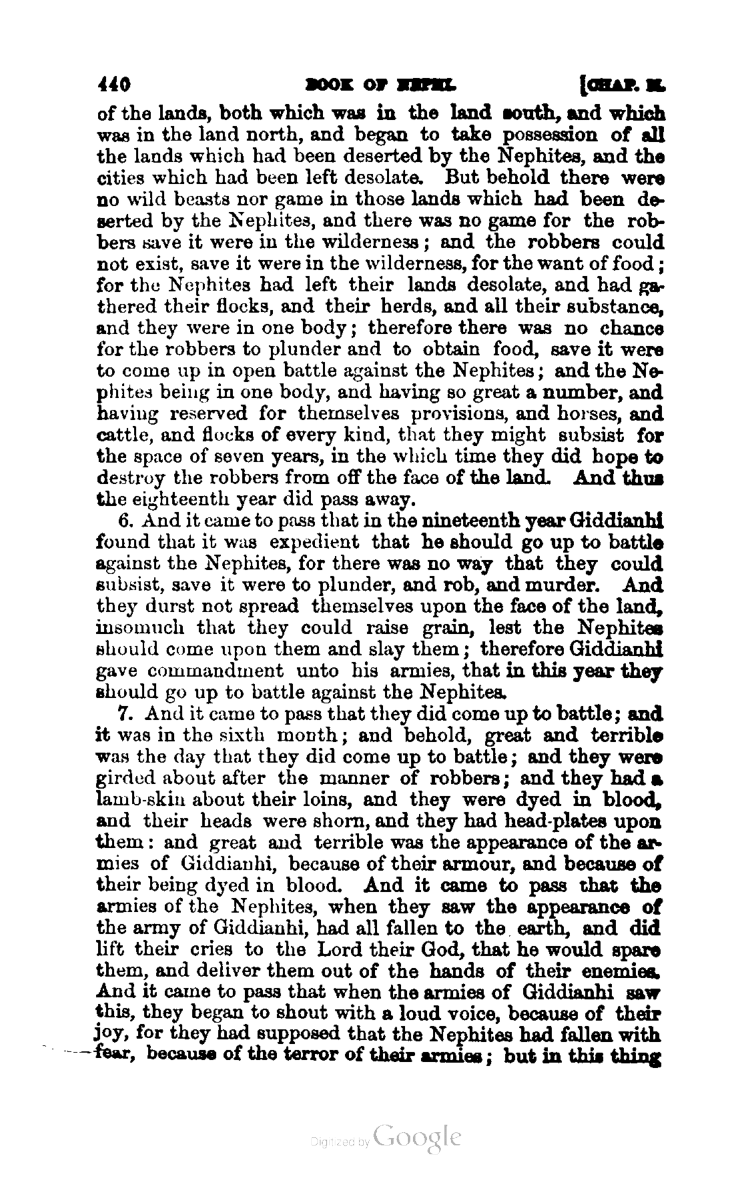 440 BOOK OF NEPHI. [CHAP. II.
of the lands, both which was in the land south, and which
was in the land north, and began to take possession of all
the lands which had been deserted by the Nephites, and the
cities which had been left desolate. But behold there were
no wild beasts nor game in those lands which had been de-
serted by the Nephites, and there was no game for the rob-
bers save it were in the wilderness; and the robbers could
not exist, save it were in the wilderness, for the want of food;
for the Nephites had left their lands desolate, and had ga-
thered their flocks, and their herds, and all their substance,
and they were in one body; therefore there was no chance
for the robbers to plunder and to obtain food, save it were
to come up in open battle against the Nephites; and the Ne-
phites being in one body, and having so great a number, and
having reserved for themselves provisions, and horses, and
cattle, and flocks of every kind, that they might subsist for
the space of seven years, in the which time they did hope to
destroy the robbers from off the face of the land. And thus
the eighteenth year did pass away.
6. And it came to pass that in the nineteenth year Giddianhi
found that it was expedient that he should go up to battle
against the Nephites, for there was no way that they could
subsist, save it were to plunder, and rob, and murder. And
they durst not spread themselves upon the face of the land,
insomuch that they could raise grain, lest the Nephites
should come upon them and slay them; therefore Giddianhi
gave commandment unto his armies, that in this year they
should go up to battle against the Nephites.
7. And it came to pass that they did come up to battle; and
it was in the sixth month; and behold, great and terrible
was the day that they did come up to battle; and they were
girded about after the manner of robbers; and they had a
lamb-skin about their loins, and they were dyed in blood,
and their heads were shorn, and they had head-plates upon
them: and great and terrible was the appearance of the ar-
mies of Giddianhi, because of their armour, and because of
their being dyed in blood. And it came to pass that the
armies of the Nephites, when they saw the appearance of
the army of Giddianhi, had all fallen to the earth, and did
lift their cries to the Lord their God, that he would spare
them, and deliver them out of the hands of their enemies.
And it came to pass that when the armies of Giddianhi saw
this, they began to shout with a loud voice, because of their
joy, for they had supposed that the Nephites had fallen with
fear, because of the terror of their armies; but in this thing
Digitized by Google